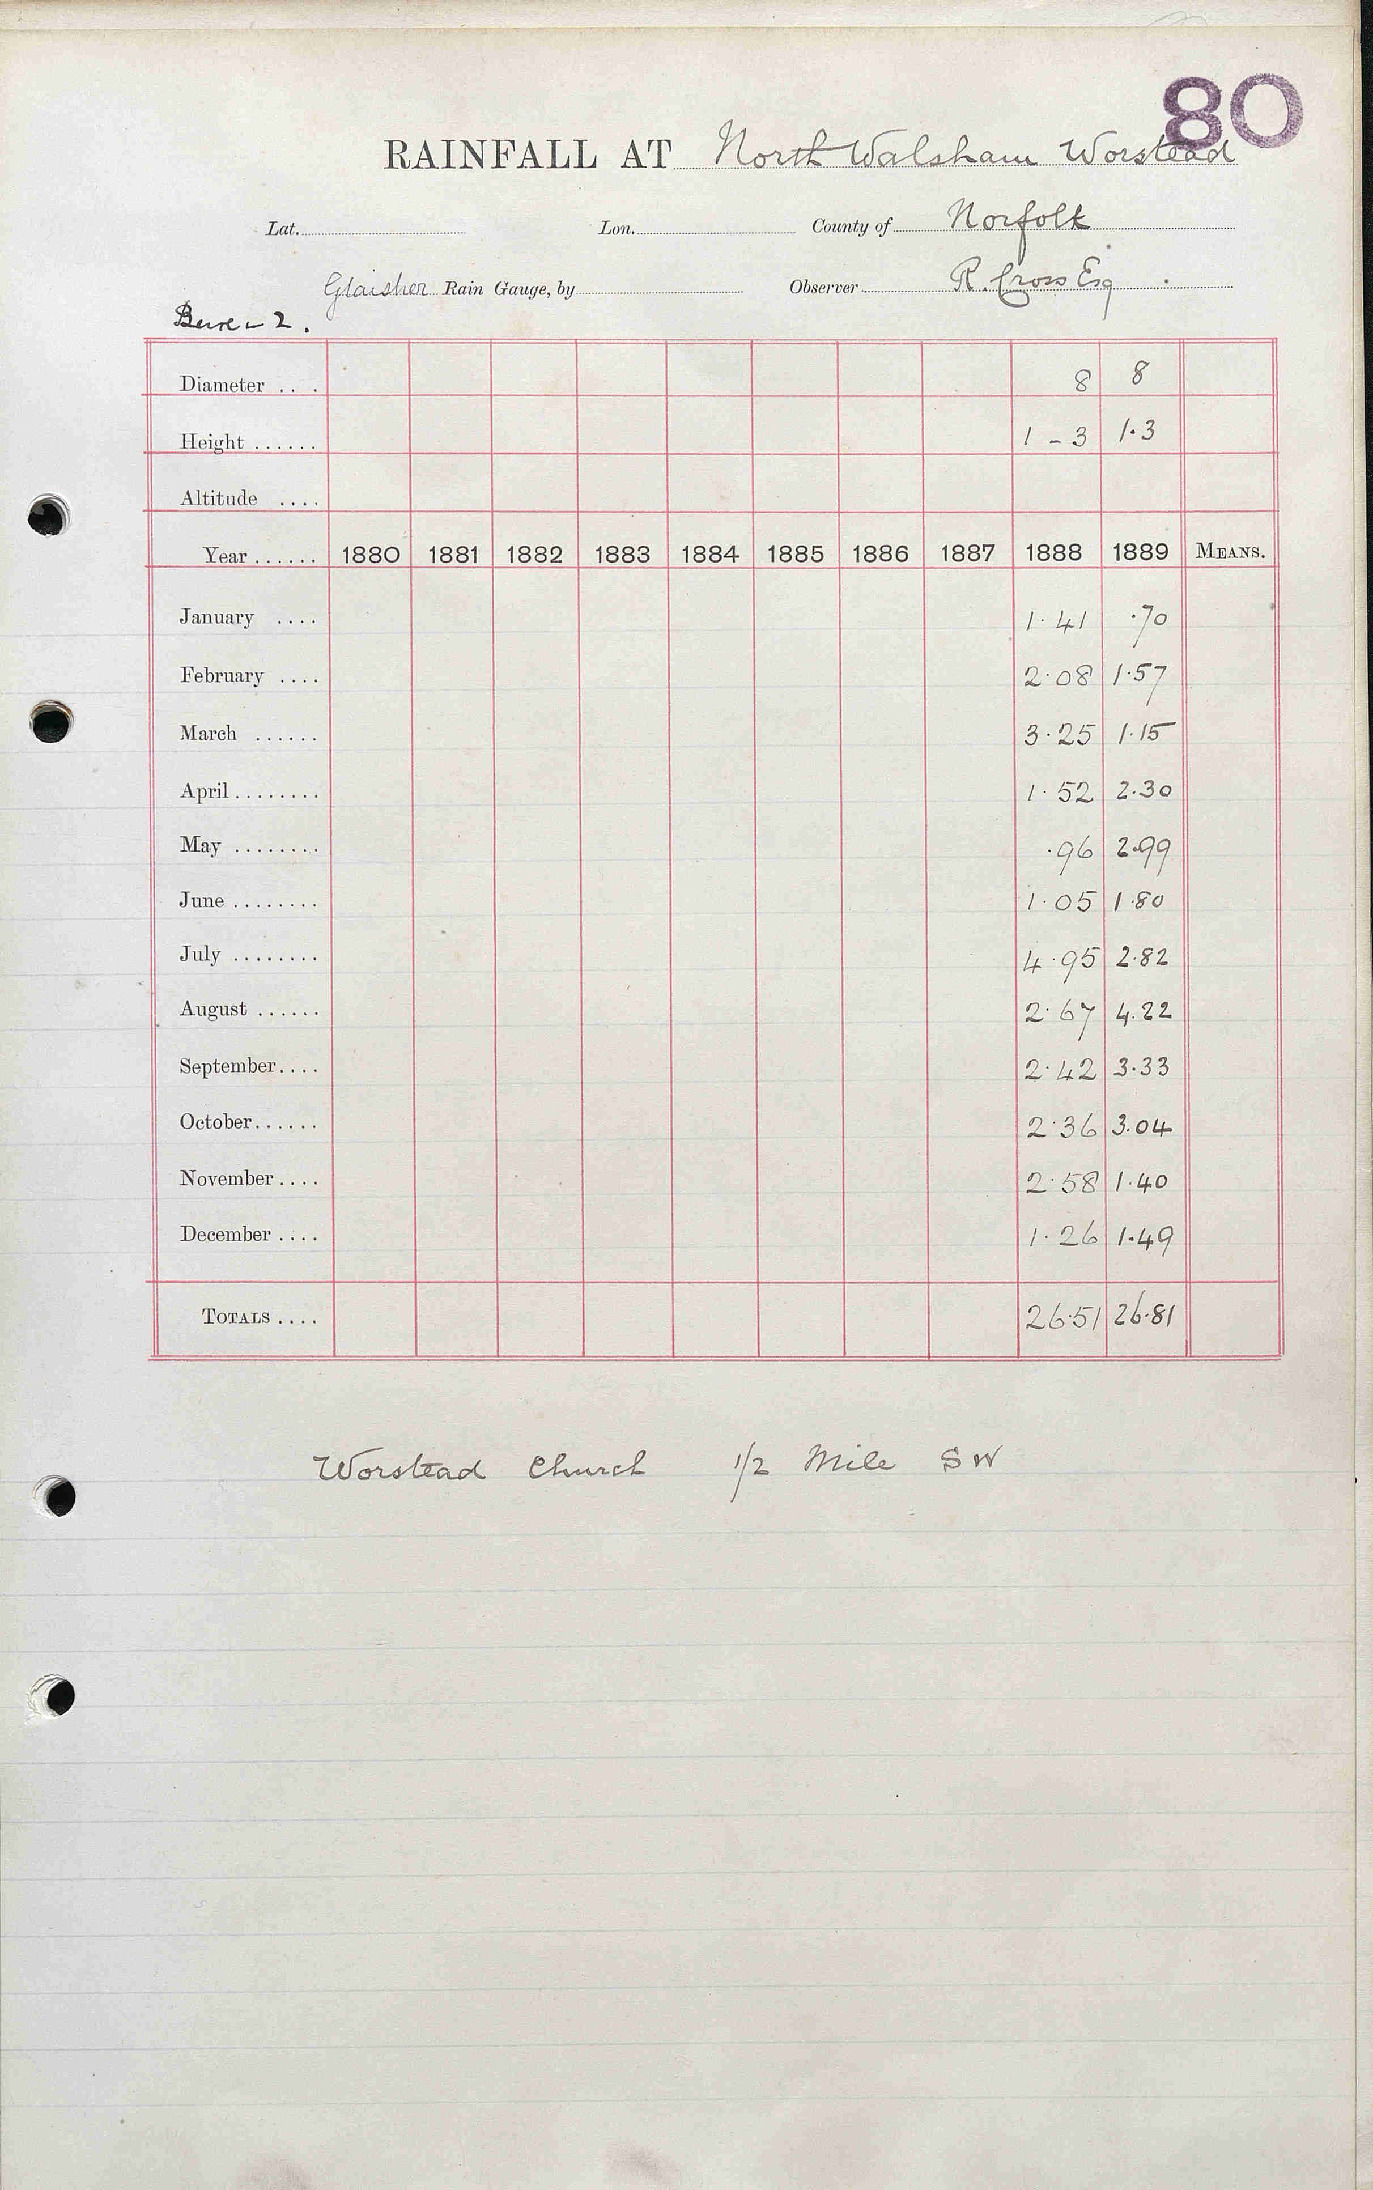 80
RAINFALL AT North Walsham Worstead
Lat. Lon. County of Norfolk
Glaisher Rain Gauge, by Observer R. Cross Esq
Bure - 2.
Diameter .... 8 8
Height ...... 1 - 3 1·3
Altitude ....
Year ...... 1880 1881 1882 1883 1884 1885 1886 1887 1888 1889 MEANS.
January .... 1·41 ·70
February .... 2·08 1·57
March ...... 3·25 1·15
April ........ 1·52 2·30
May ........ ·96 2·99
June ........ 1·05 1·80
July ........ 4·95 2·82
August ...... 2·67 4·22
September.... 2·42 3·33
October...... 2·36 3·04
November.... 2·58 1·40
December.... 1·26 1·49
TOTALS .... 26·51 26·81
Worstead Church 1/2 Mile SW